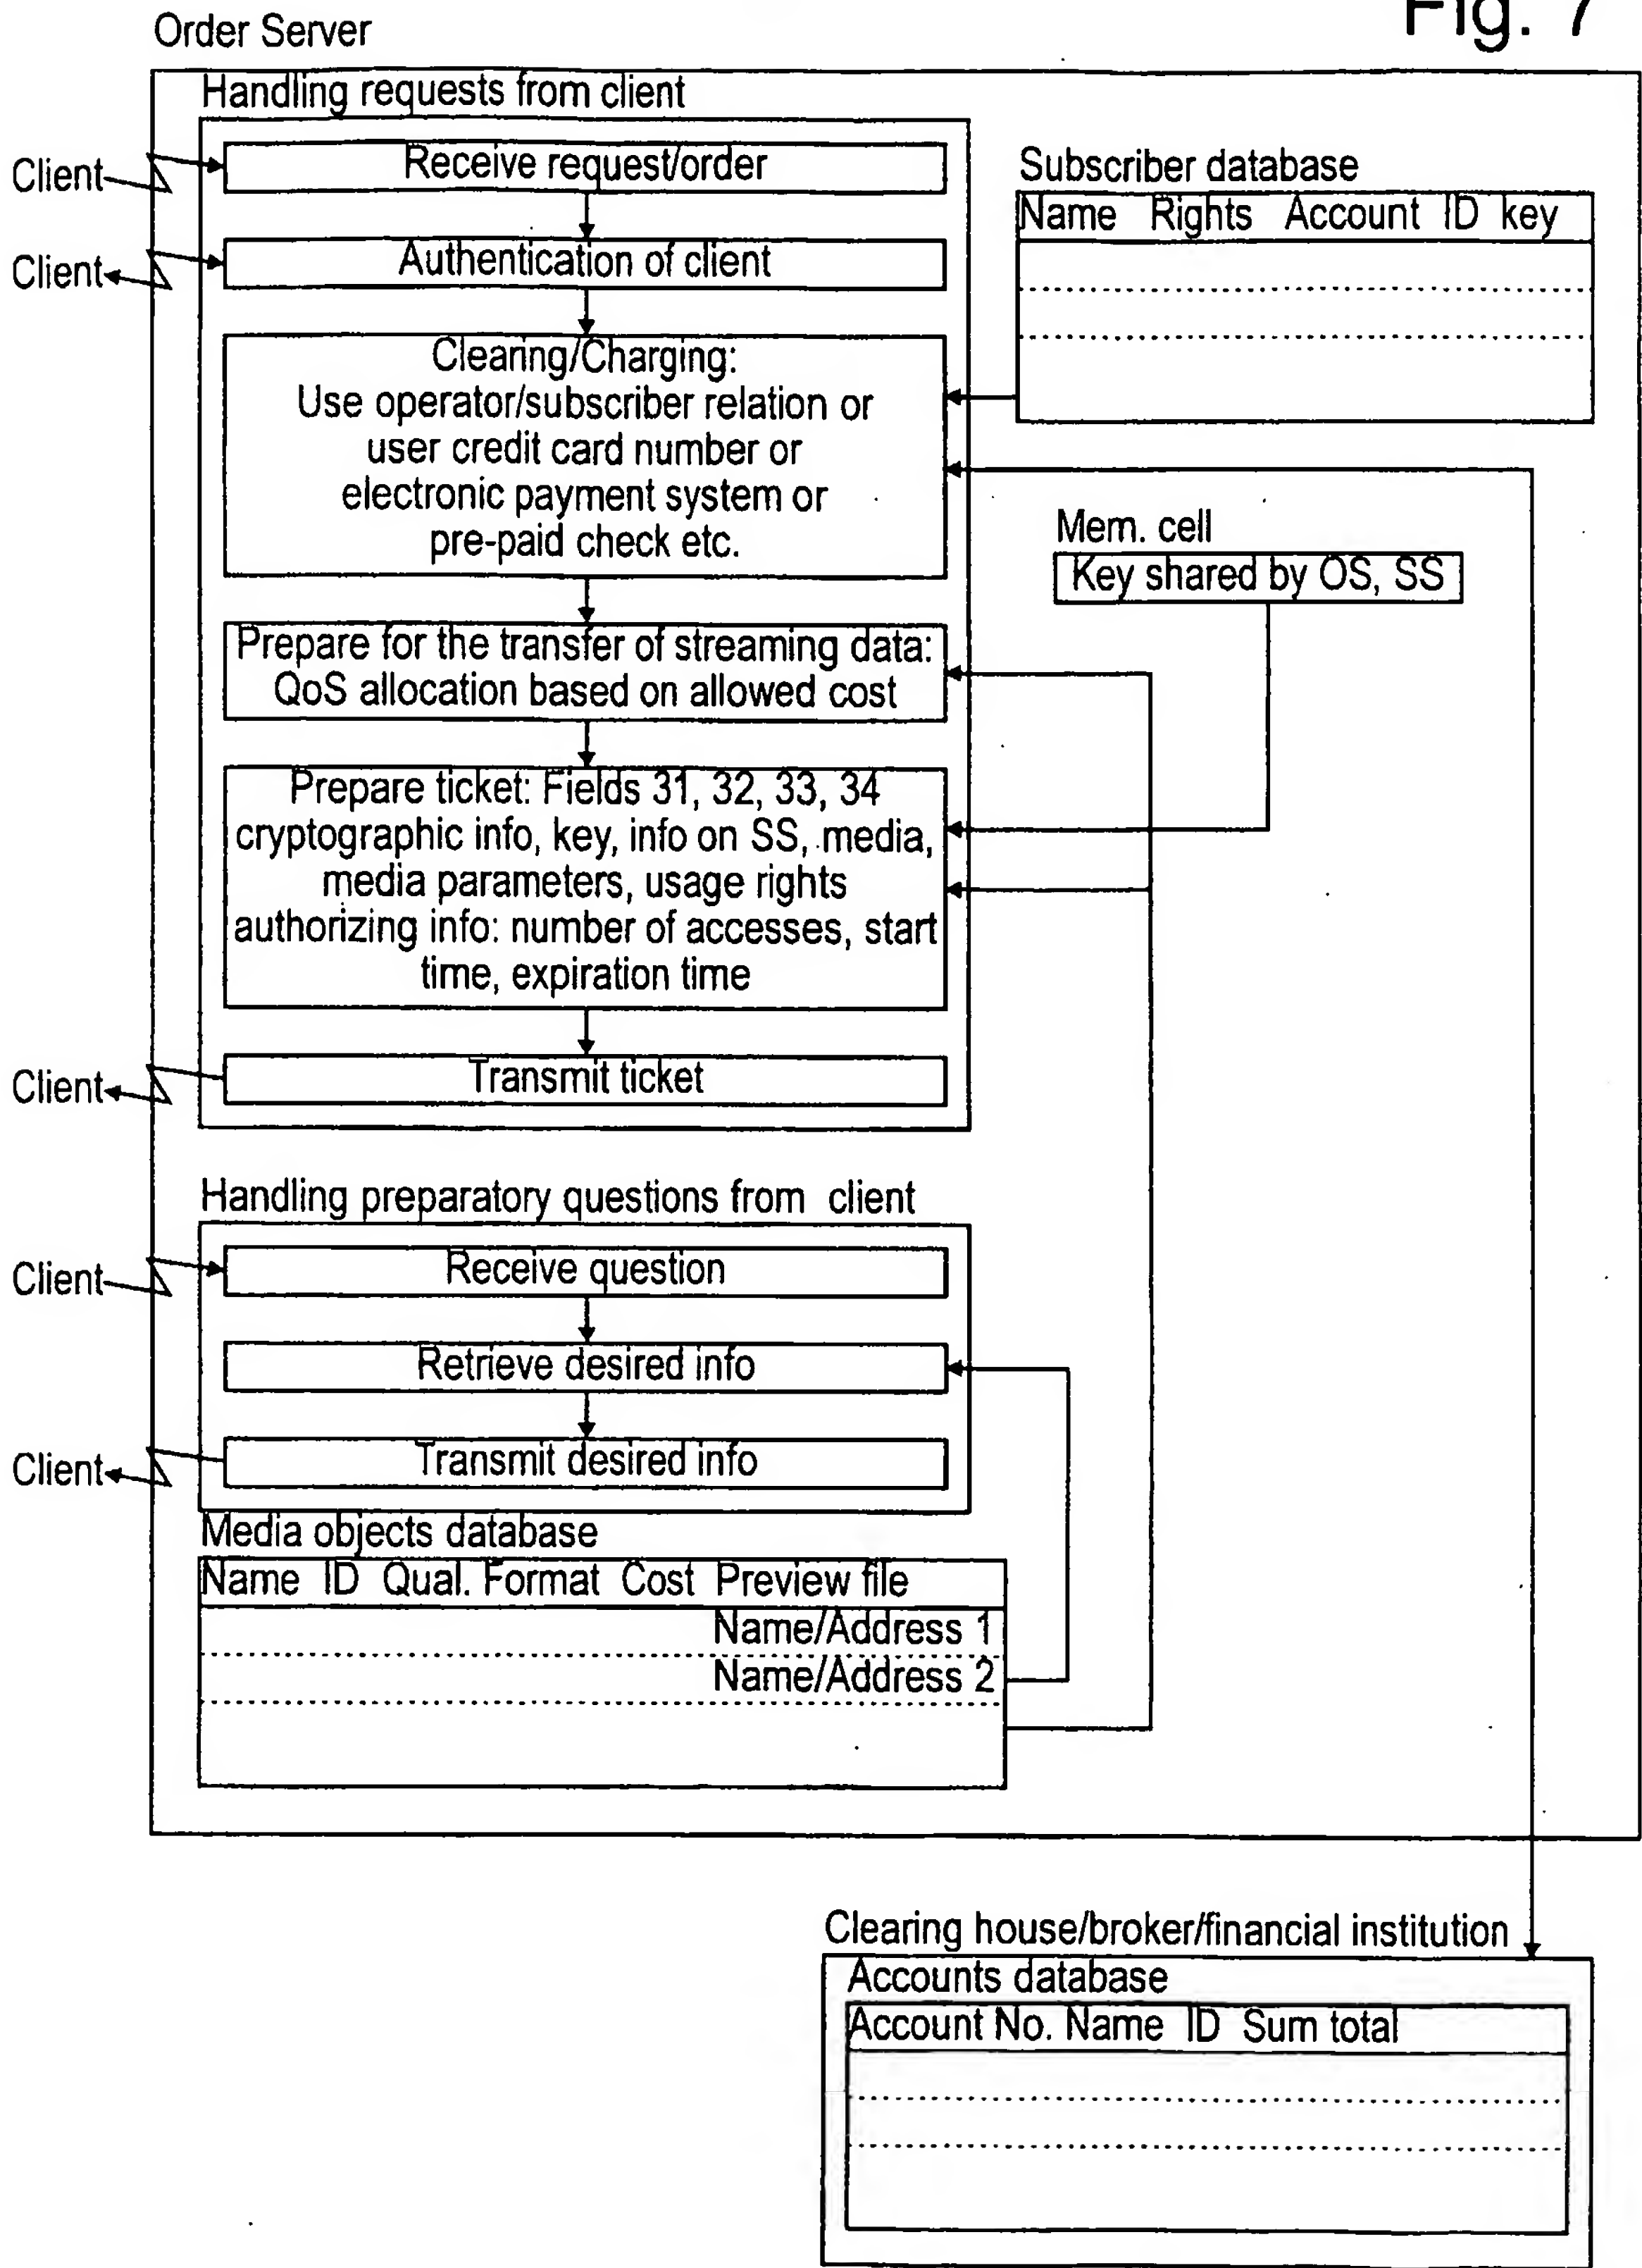 Fig. 7
Order Server
Handling requests from client
Client
Receive request/order
Client
Authentication of client
Clearing/Charging:
Use operator/subscriber relation or
user credit card number or
electronic payment system or
pre-paid check etc.
Subscriber database
Name Rights Account ID key
Mem. cell
Key shared by OS, SS
Prepare for the transfer of streaming data:
QoS allocation based on allowed cost
Prepare ticket: Fields 31, 32, 33, 34
cryptographic info, key, info on SS, media,
media parameters, usage rights
authorizing info: number of accesses, start
time, expiration time
Client
Transmit ticket
Handling preparatory questions from client
Client
Receive question
Retrieve desired info
Client
Transmit desired info
Media objects database
Name ID Qual. Format Cost Preview file
Name/Address 1
Name/Address 2
Clearing house/broker/financial institution
Accounts database
Account No. Name ID Sum total